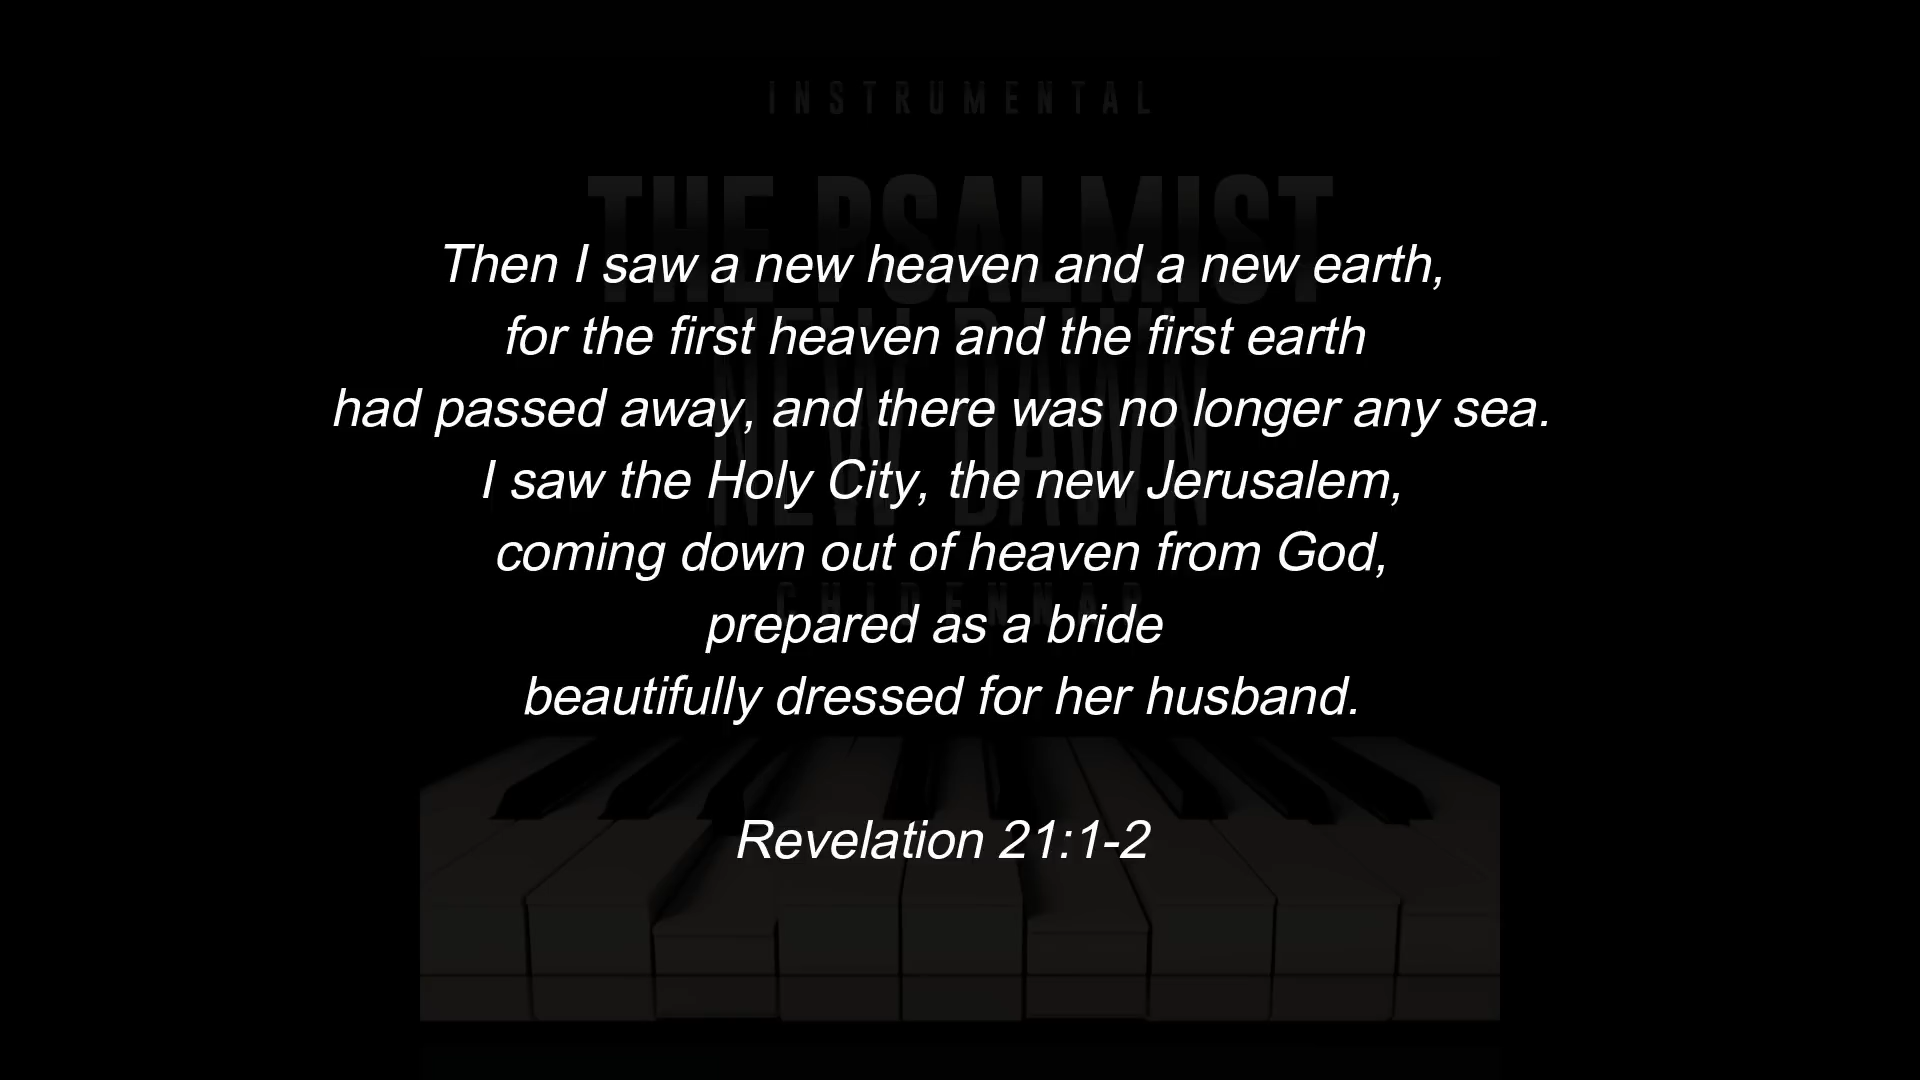 INSTRUMENTAL
THE PSALMIST
Then I saw a new heaven and a new earth,
for the first heaven and the first earth
NEW DAWN
had passed away, and there was no longer any sea.
I saw the Holy City, the new Jerusalem,
coming down out of heaven from God,
prepared as a bride
beautifully dressed for her husband.
Revelation 21:1-2